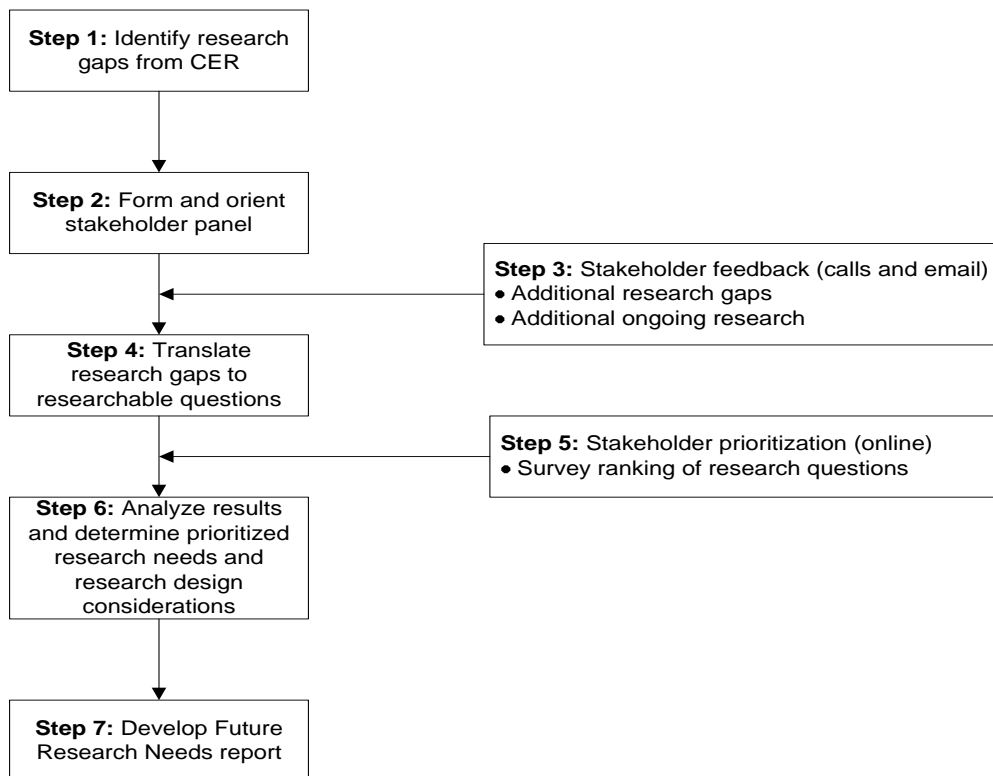 Step 1: Identify research
gaps from CER
Step 2: Form and orient
stakeholder panel
Step 3: Stakeholder feedback (calls and email)
• Additional research gaps
• Additional ongoing research
Step 4: Translate
research gaps to
researchable questions
Step 5: Stakeholder prioritization (online)
• Survey ranking of research questions
Step 6: Analyze results
and determine prioritized
research needs and
research design
considerations
Step 7: Develop Future
Research Needs report